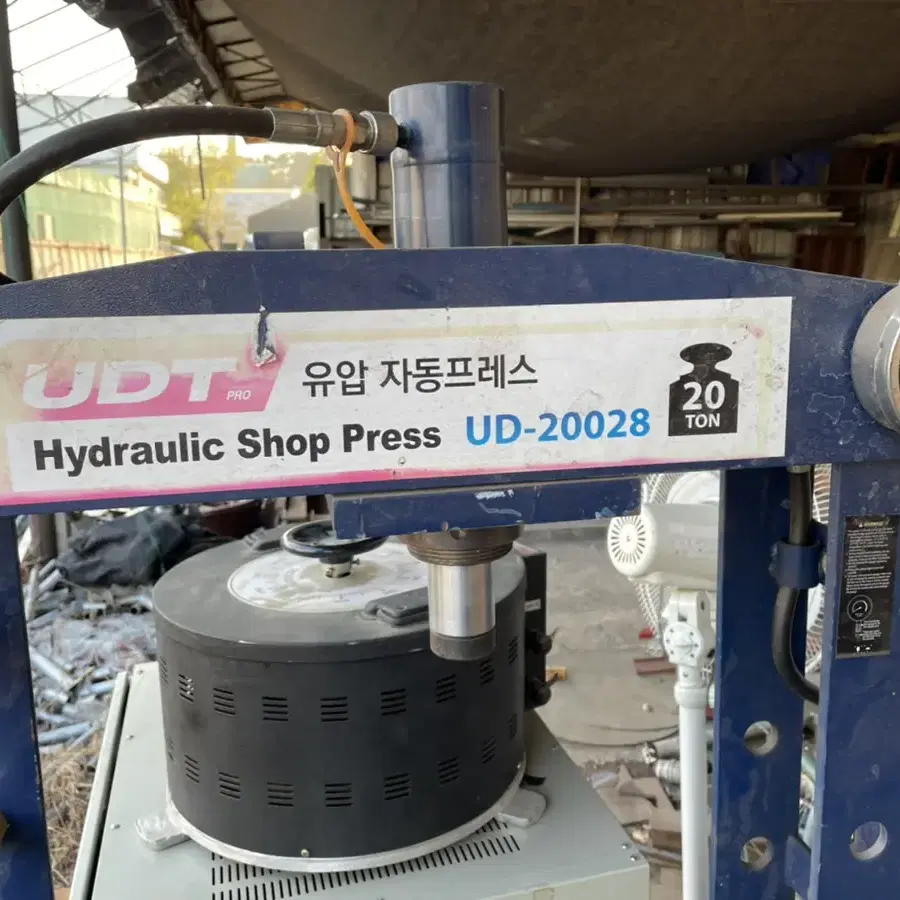 UDT PRO
유압 자동프레스
Hydraulic Shop Press UD-20028
20
TON